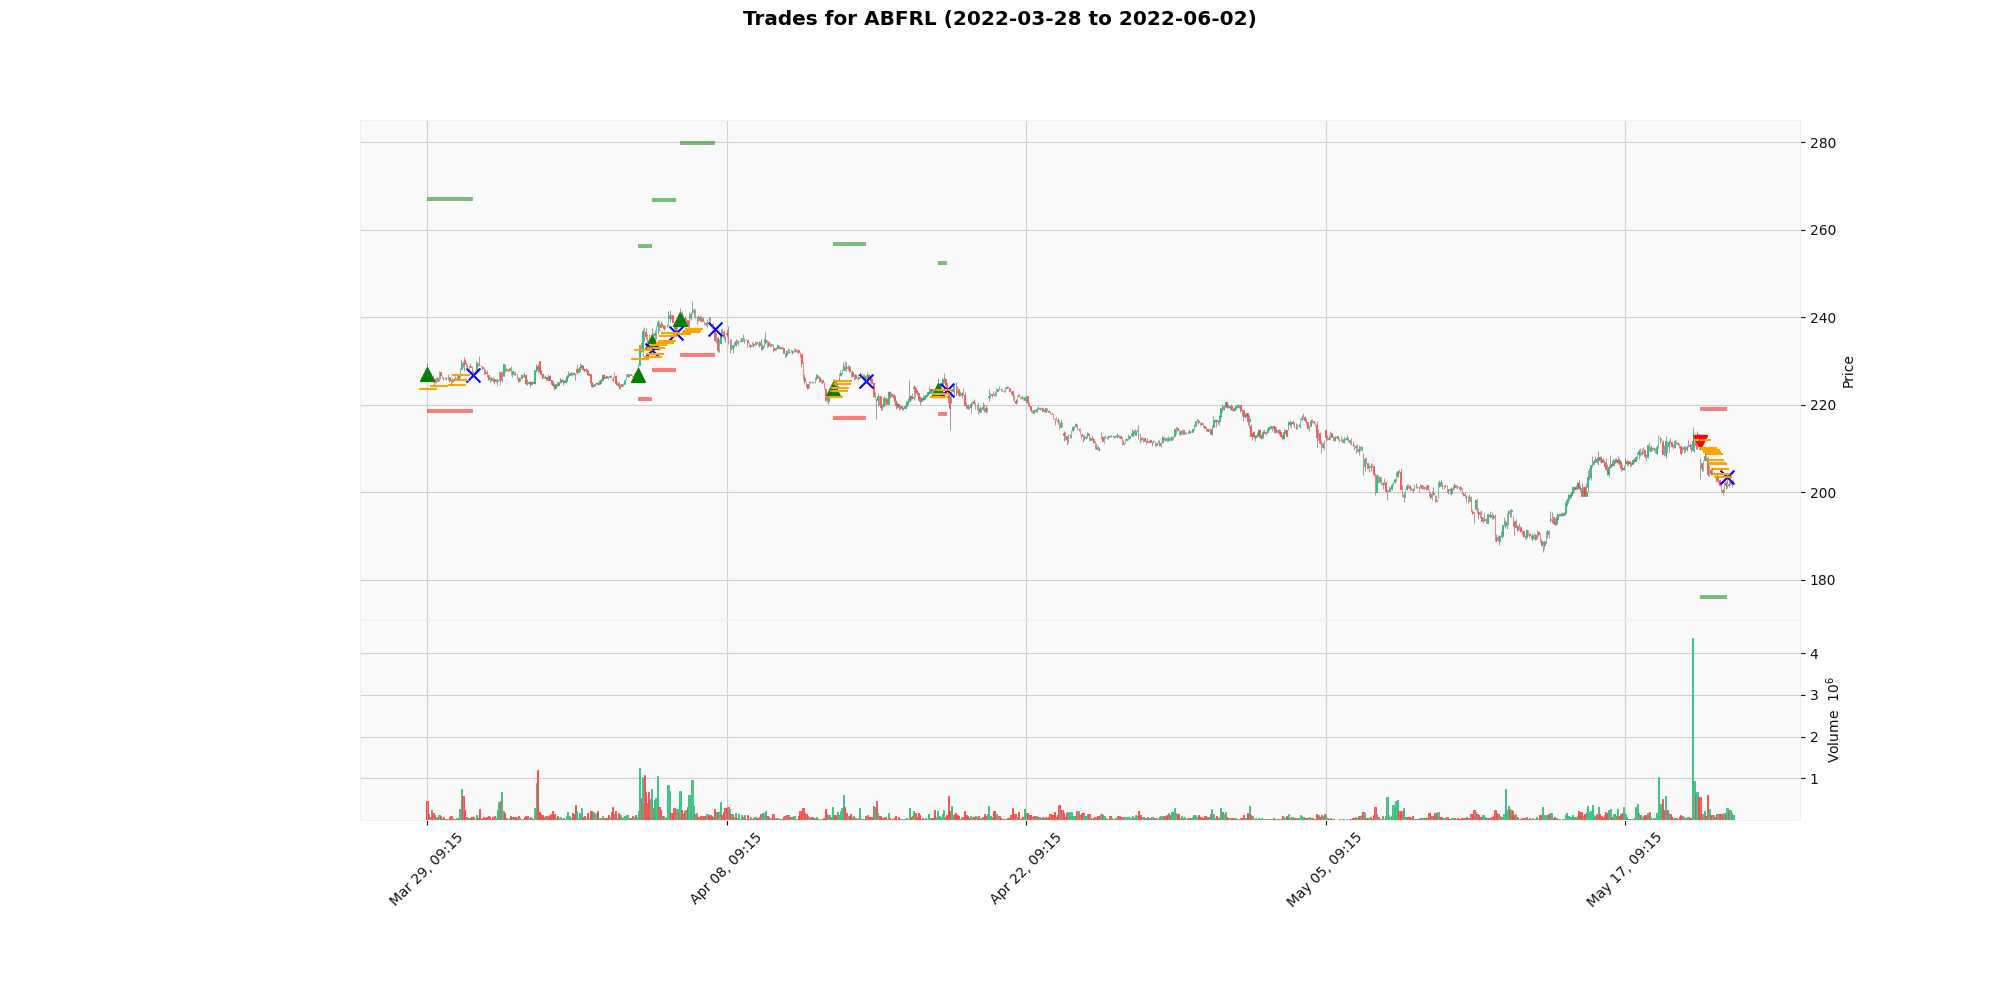 Trades for ABFRL (2022-03-28 to 2022-06-02)
280
260
240
220
200
180
Price
4
3
2
1
Volume 10^6
Mar 29, 09:15
Apr 08, 09:15
Apr 22, 09:15
May 05, 09:15
May 17, 09:15